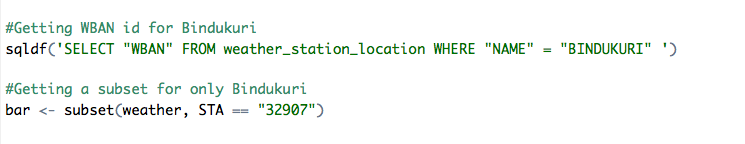 #Getting WBAN id for Bindukuri
sqldf('SELECT "WBAN" FROM weather_station_location WHERE "NAME" = "BINDUKURI" ')
#Getting a subset for only Bindukuri
bar <- subset(weather, STA == "32907")